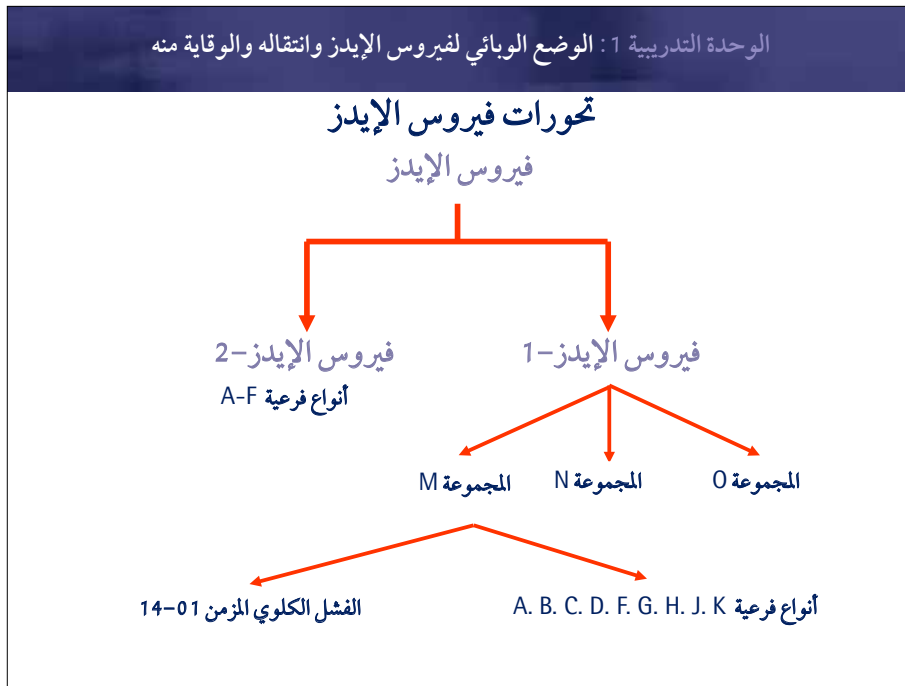 الوحدة التدريبية 1: الوضع الوبائي لفيروس الإيدز وانتقاله والوقاية منه
تحورات فيروس الإيدز
فيروس الإيدز
فيروس الإيدز-1
فيروس الإيدز-2
أنواع فرعية A-F
المجموعة O
المجموعة N
المجموعة M
أنواع فرعية A. B. C. D. F. G. H. J. K
الفشل الكلوي المزمن 01-14